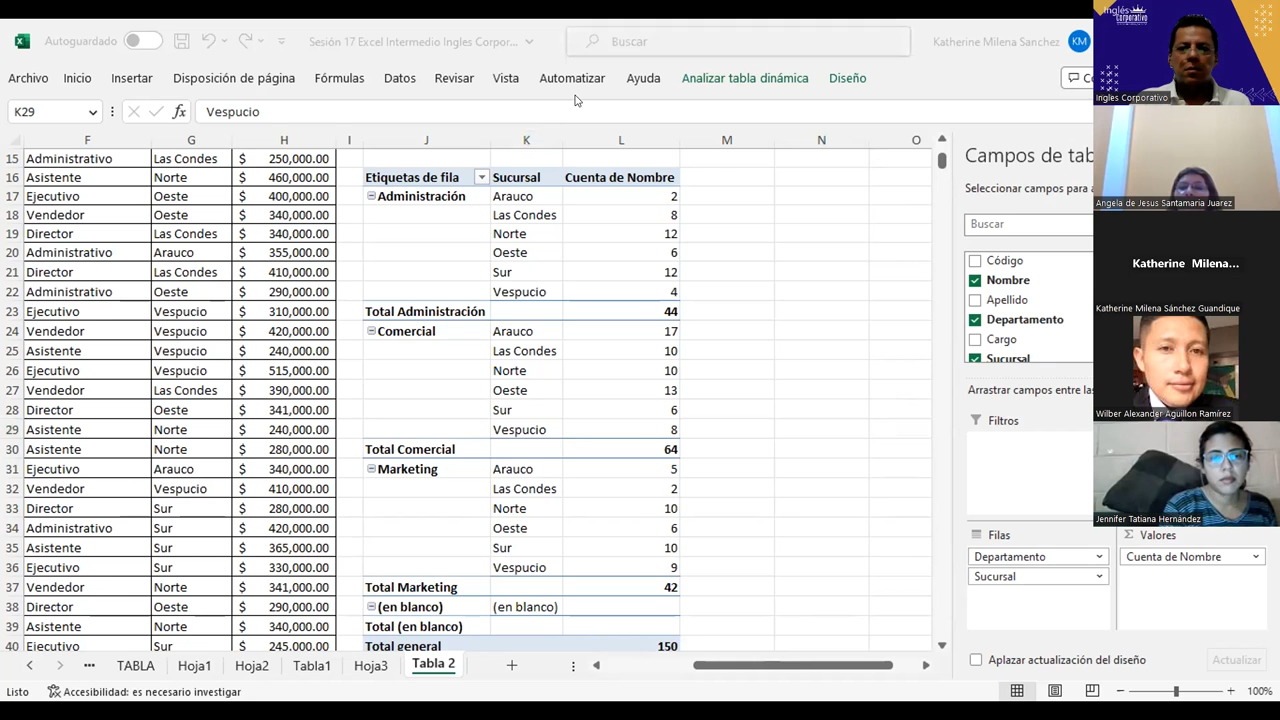 Autoguardado
Sesión 17 Excel Intermedio Ingles Corpor...
Buscar
Katherine Milena Sanchez KM
Archivo Inicio Insertar Disposición de página Fórmulas Datos Revisar Vista Automatizar Ayuda Analizar tabla dinámica Diseño
K29 fx Vespucio
F G H I J K L M N O
15 Administrativo Las Condes $ 250,000.00
16 Asistente Norte $ 460,000.00 Etiquetas de fila Sucursal Cuenta de Nombre
17 Ejecutivo Oeste $ 400,000.00 Administración Arauco 2
18 Vendedor Oeste $ 340,000.00 Las Condes 8
19 Director Las Condes $ 340,000.00 Norte 12
20 Administrativo Arauco $ 355,000.00 Oeste 6
21 Director Las Condes $ 410,000.00 Sur 12
22 Administrativo Oeste $ 290,000.00 Vespucio 4
23 Ejecutivo Vespucio $ 310,000.00 Total Administración 44
24 Vendedor Vespucio $ 420,000.00 Comercial Arauco 17
25 Asistente Vespucio $ 240,000.00 Las Condes 10
26 Ejecutivo Vespucio $ 515,000.00 Norte 10
27 Vendedor Las Condes $ 390,000.00 Oeste 13
28 Director Oeste $ 341,000.00 Sur 6
29 Asistente Norte $ 240,000.00 Vespucio 8
30 Asistente Norte $ 280,000.00 Total Comercial 64
31 Ejecutivo Arauco $ 340,000.00 Marketing Arauco 5
32 Vendedor Vespucio $ 410,000.00 Las Condes 2
33 Director Sur $ 280,000.00 Norte 10
34 Administrativo Sur $ 420,000.00 Oeste 6
35 Asistente Sur $ 365,000.00 Sur 10
36 Ejecutivo Sur $ 330,000.00 Vespucio 9
37 Vendedor Norte $ 341,000.00 Total Marketing 42
38 Director Oeste $ 290,000.00 (en blanco) (en blanco)
39 Asistente Norte $ 340,000.00 Total (en blanco)
40 Ejecutivo Sur $ 245,000.00 Total general 150
TABLA Hoja1 Hoja2 Tabla1 Hoja3 Tabla 2
Listo Accesibilidad: es necesario investigar
100%
Campos de tab
Seleccionar campos para a
Buscar
Código
Nombre
Apellido
Departamento
Cargo
Sucursal
Arrastrar campos entre las
Filtros
Filas
Σ Valores
Departamento
Cuenta de Nombre
Sucursal
Aplazar actualización del diseño
Actualizar
Inglés
Corporativo
Ingles Corporativo
Angela de Jesus Santamaria Juarez
Katherine Milena...
Katherine Milena Sánchez Guandique
Wilber Alexander Aguillon Ramírez
Jennifer Tatiana Hernández